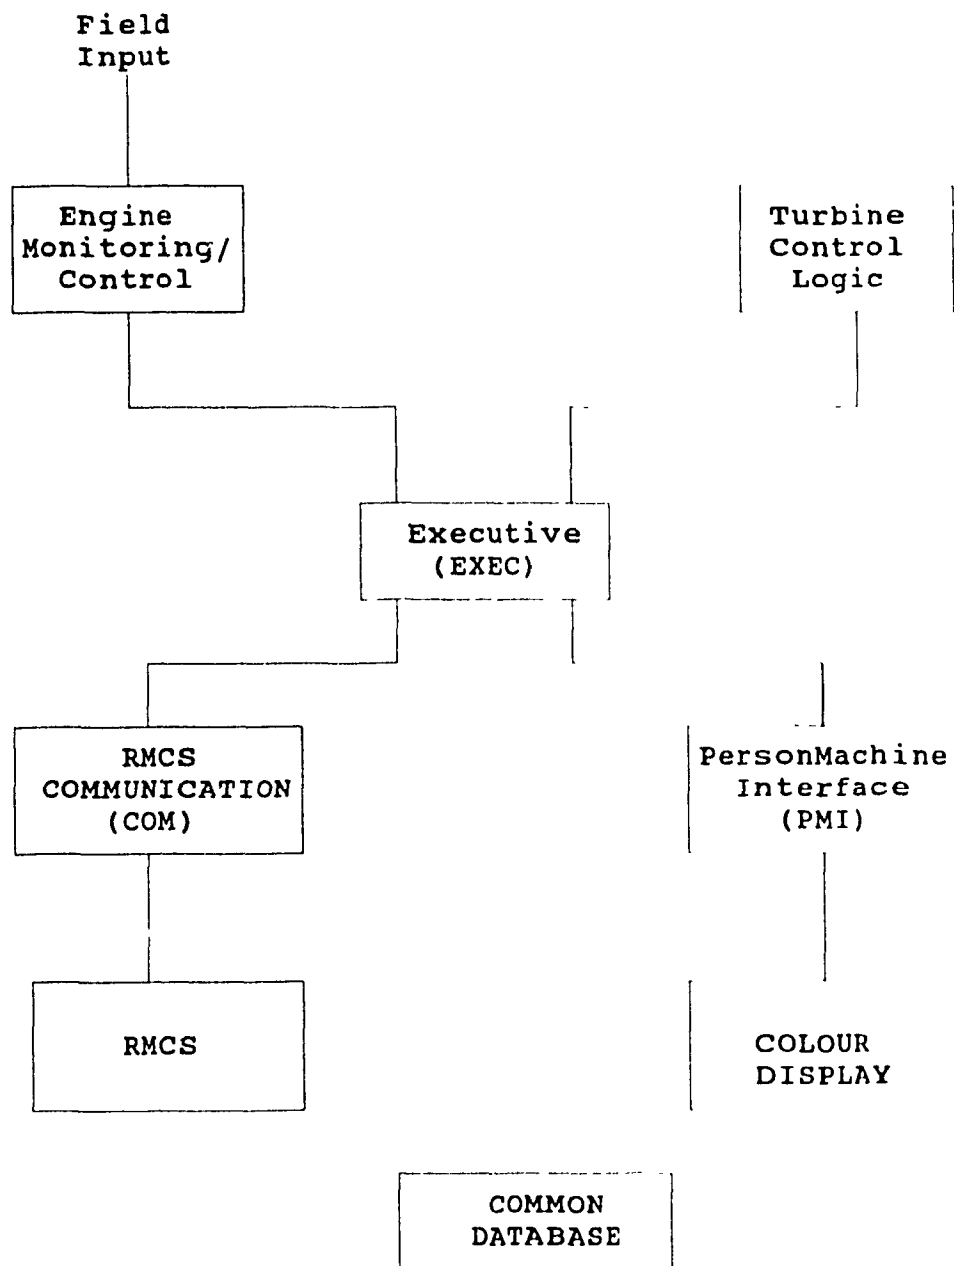 Field
Input
Engine
Monitoring/
Control
Turbine
Control
Logic
Executive
(EXEC)
RMCS
COMMUNICATION
(COM)
PersonMachine
Interface
(PMI)
RMCS
COLOUR
DISPLAY
COMMON
DATABASE